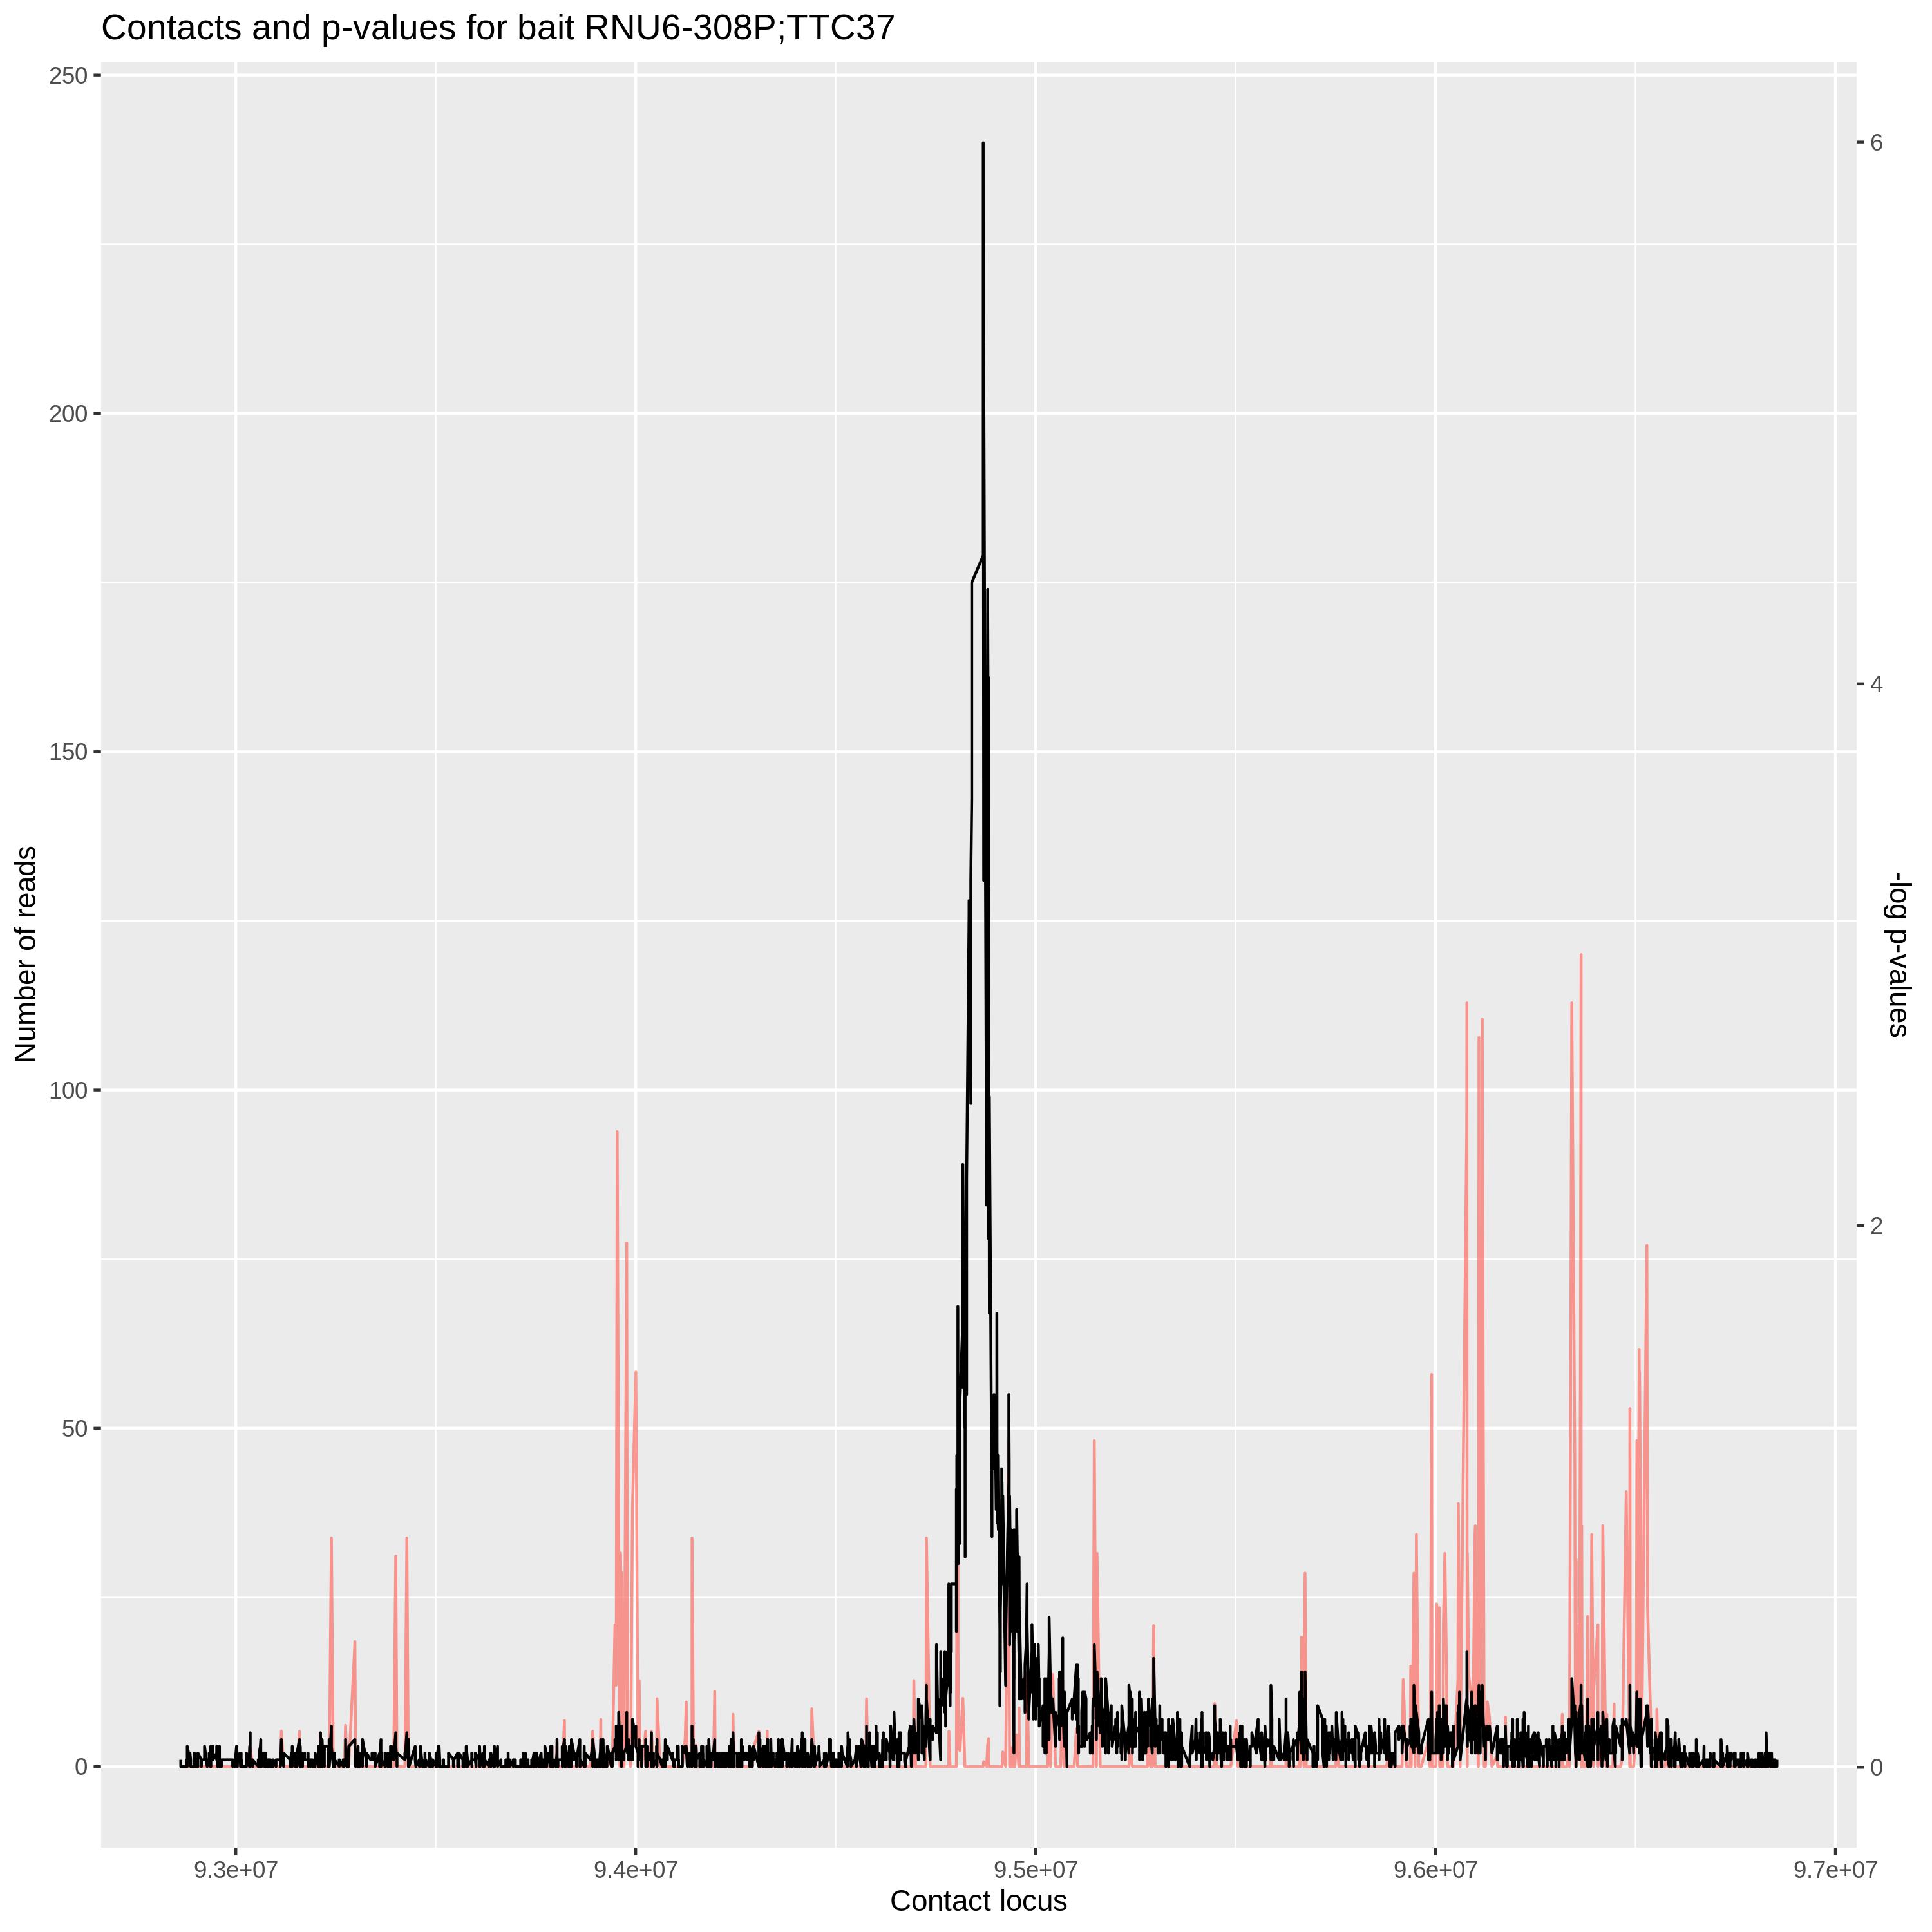 Contacts and p-values for bait RNU6-308P;TTC37
250
200
150
100
50
0
Number of reads
6
4
2
0
-log p-values
9.3e+07
9.4e+07
9.5e+07
9.6e+07
9.7e+07
Contact locus